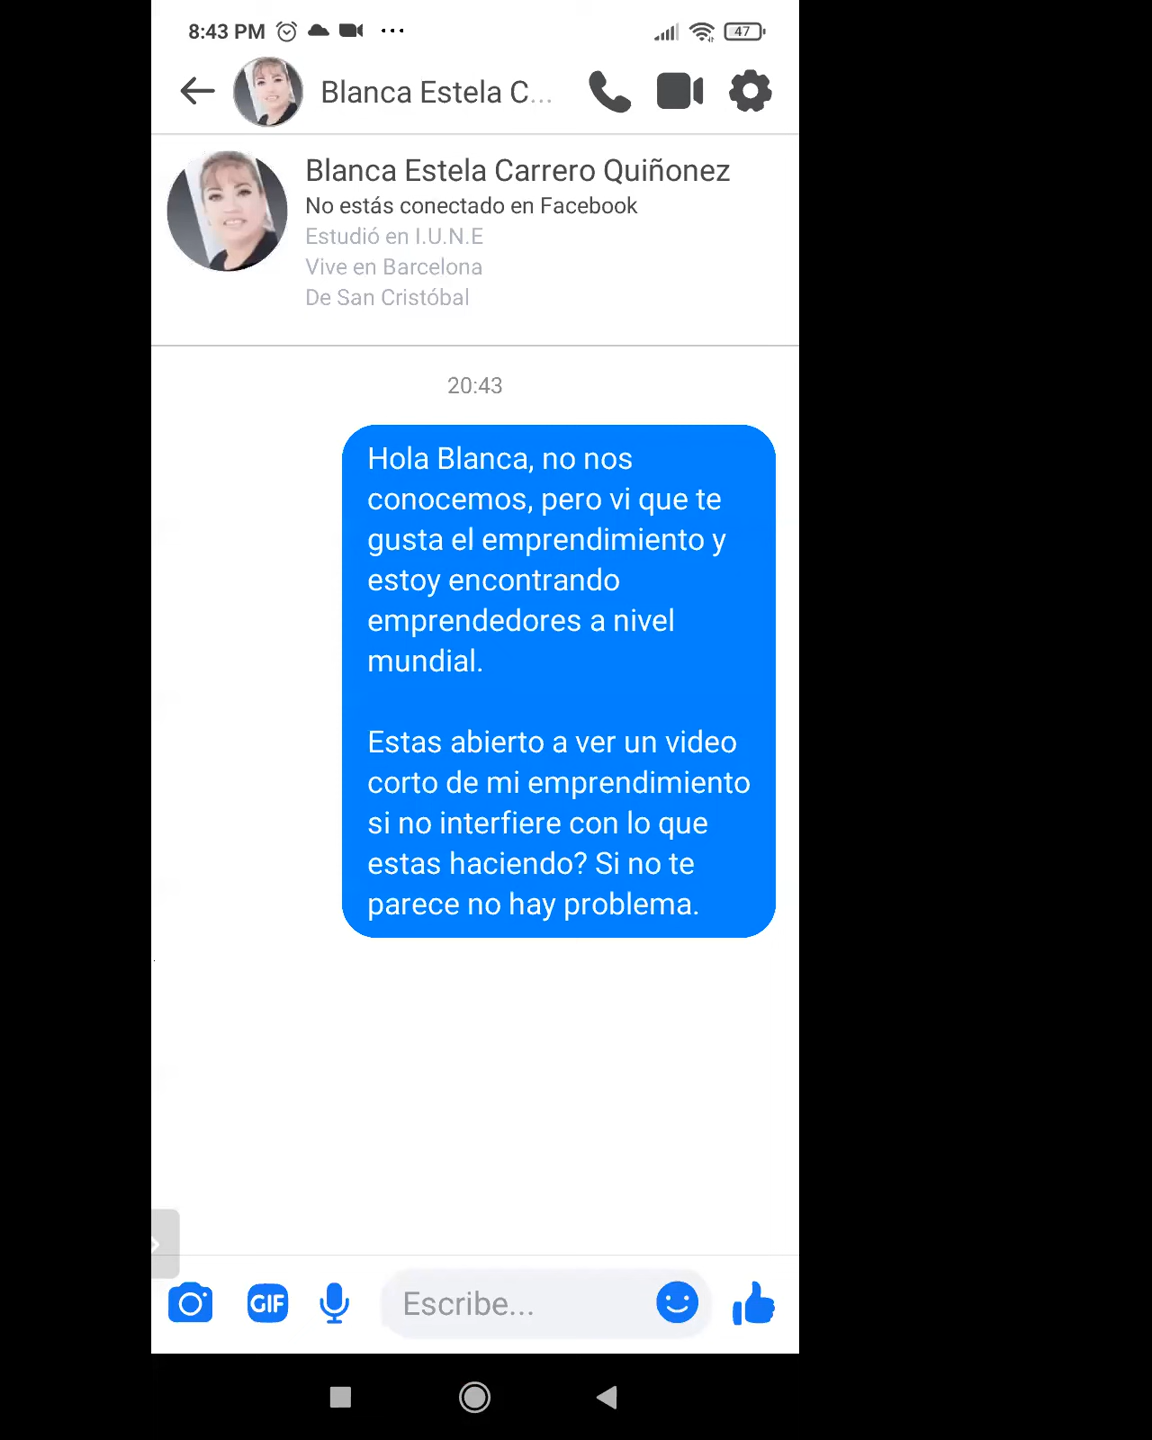 8:43 PM
47
Blanca Estela C...
Blanca Estela Carrero Quiñonez
No estás conectado en Facebook
Estudió en I.U.N.E
Vive en Barcelona
De San Cristóbal
20:43
Hola Blanca, no nos
conocemos, pero vi que te
gusta el emprendimiento y
estoy encontrando
emprendedores a nivel
mundial.
Estas abierto a ver un video
corto de mi emprendimiento
si no interfiere con lo que
estas haciendo? Si no te
parece no hay problema.
GIF
Escribe...